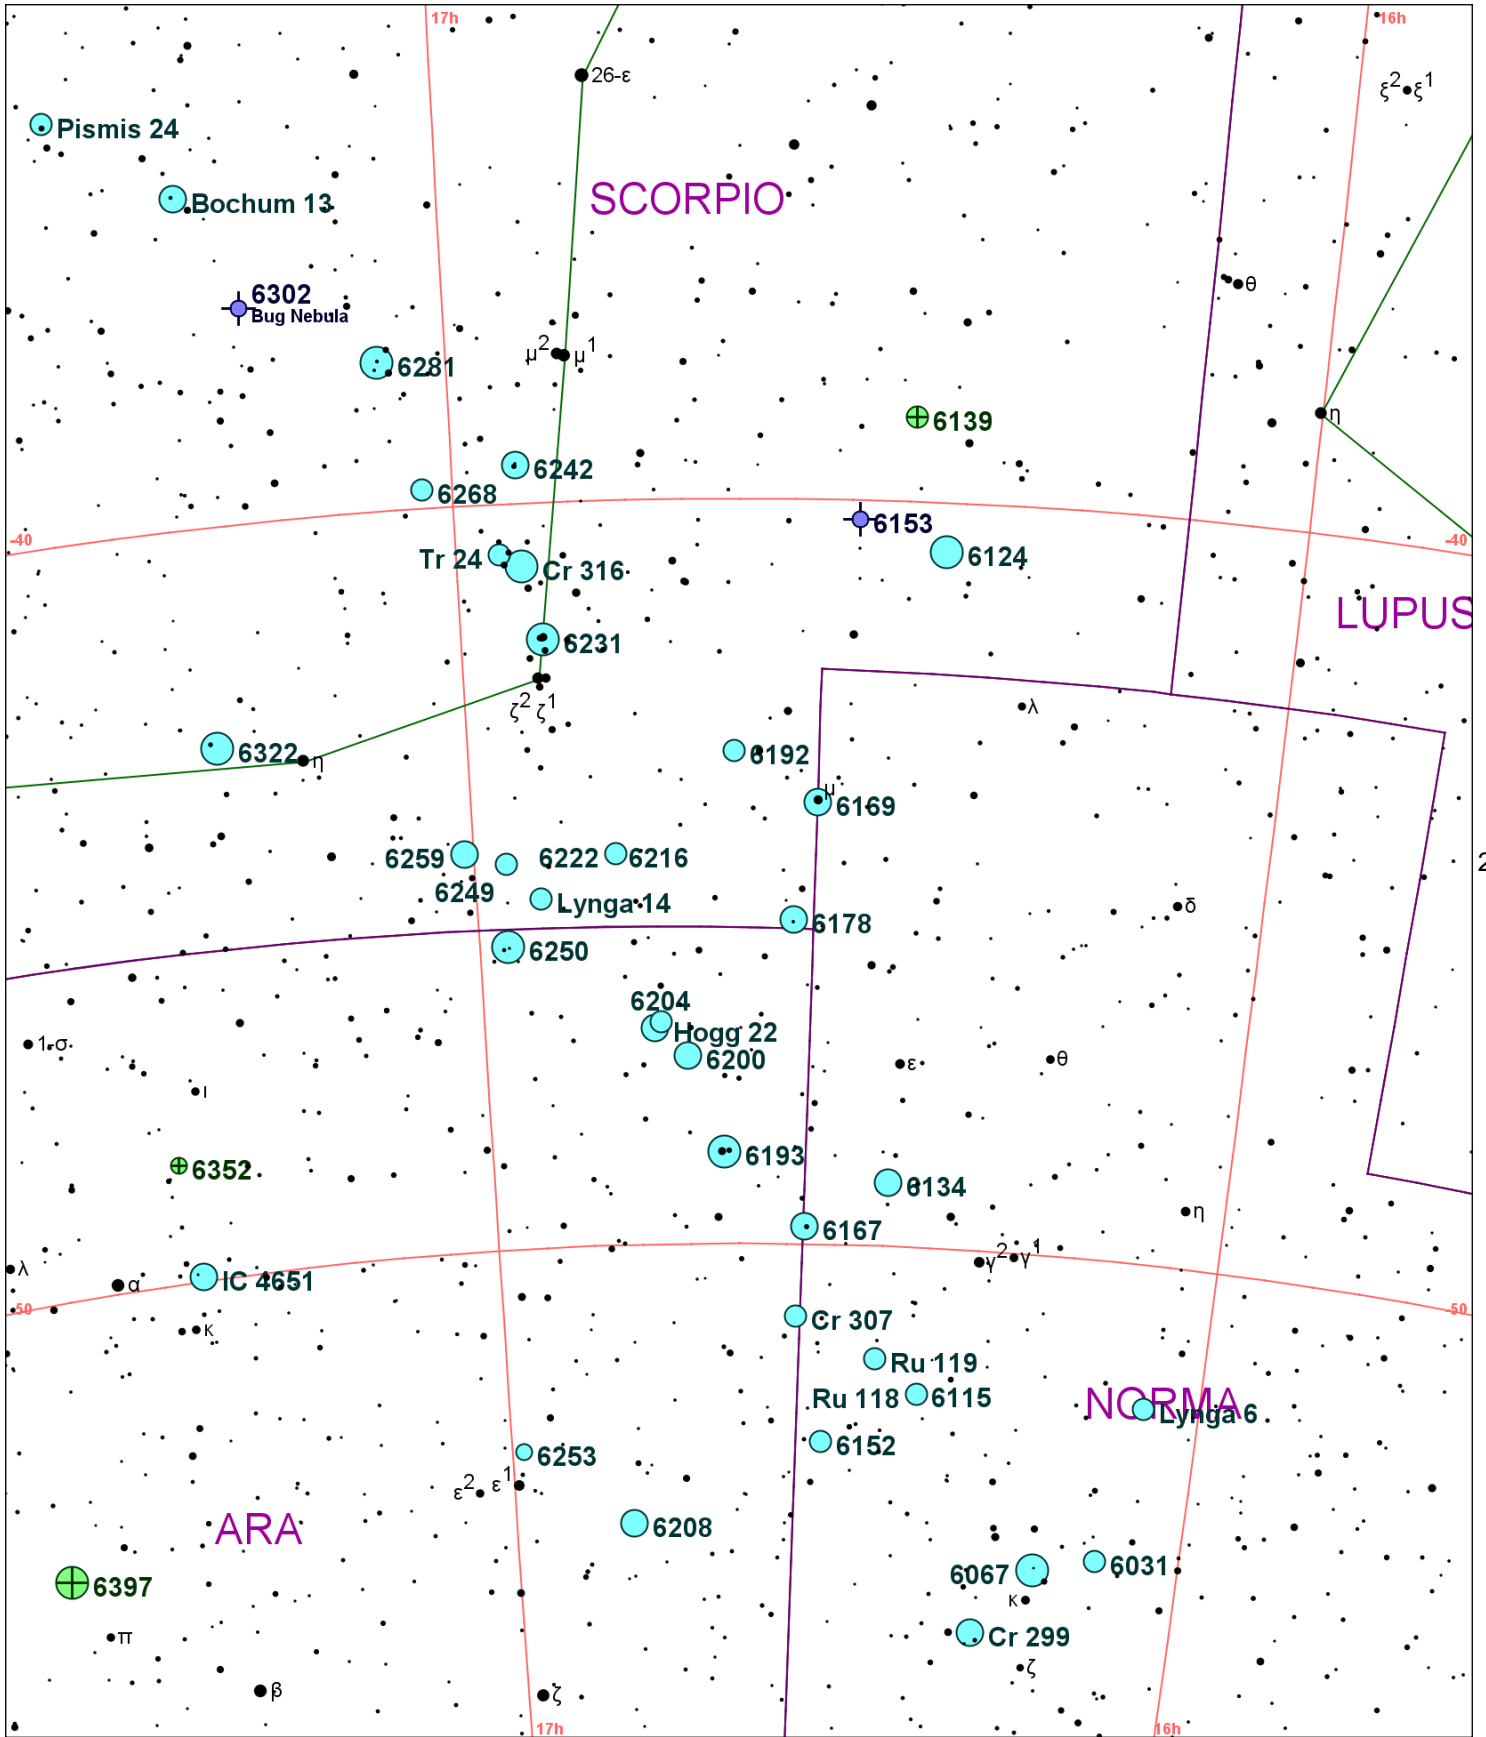 17h
16h
26-ε
ξ² ξ¹
Pismis 24
SCORPIO
Bochum 13
θ
6302
Bug Nebula
μ² μ¹
6281
η
6139
6242
6268
6153
-40
-40
Tr 24
Cr 316
6124
LUPUS
6231
ζ² ζ¹
λ
6322
η
6192
μ
6169
6259
6222
6216
2
6249
Lynga 14
δ
6178
6250
6204
Hogg 22
1-σ
6200
ε
θ
ι
6193
6352
6134
η
6167
λ
γ² γ¹
α
IC 4651
-50
-50
Cr 307
κ
Ru 119
Ru 118
6115
NORMA
Lynga 6
6152
6253
ε² ε¹
ARA
6208
6067
6031
6397
κ
π
Cr 299
ζ
β
ζ
17h
16h